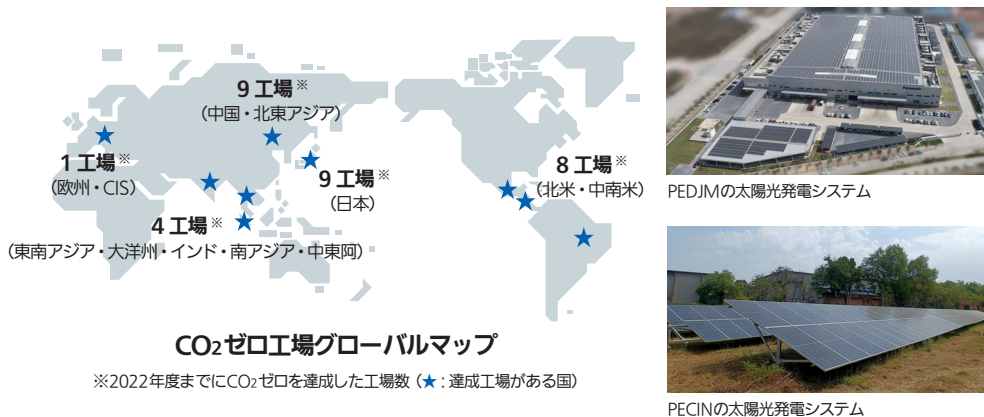 9 工場※
（中国・北東アジア）
1 工場※
（欧州・CIS）
9 工場※
（日本）
8 工場※
（北米・中南米）
4 工場※
（東南アジア・大洋州・インド・南アジア・中東阿）
CO2ゼロ工場グローバルマップ
※2022年度までにCO2ゼロを達成した工場数（★：達成工場がある国）
Panasonic
PEDJMの太陽光発電システム
PECINの太陽光発電システム